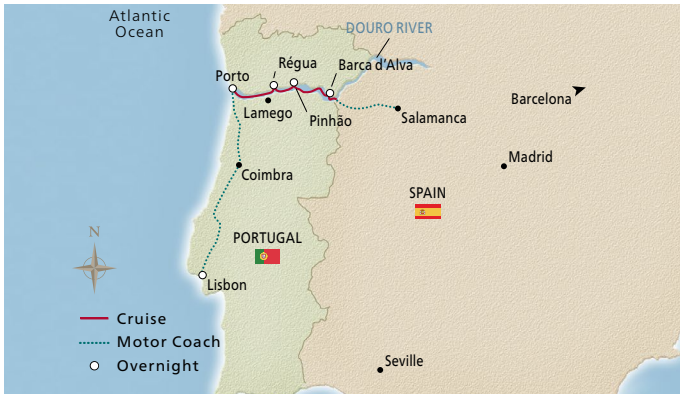 Atlantic
Ocean
DOURO RIVER
Régua
Barca d'Alva
Porto
Barcelona
Lamego
Pinhão
Salamanca
Madrid
Coimbra
SPAIN
N
PORTUGAL
Lisbon
Cruise
Motor Coach
Overnight
Seville